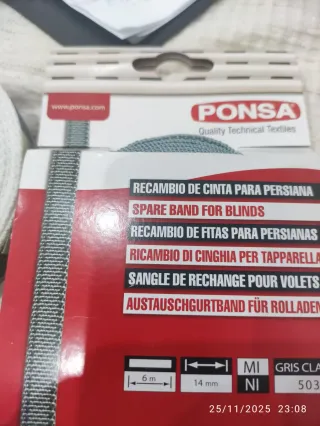 www.ponsa.com
PONSA
Quality Technical Textiles
RECAMBIO DE CINTA PARA PERSIANA
SPARE BAND FOR BLINDS
RECAMBIO DE FITAS PARA PERSIANAS
RICAMBIO DI CINGHIA PER TAPPARELLA
SANGLE DE RECHANGE POUR VOLETS
AUSTAUSCHGURTBAND FÜR ROLLADEN
6 m
14 mm
MI
NI
GRIS CLA
503
25/11/2025 23:08